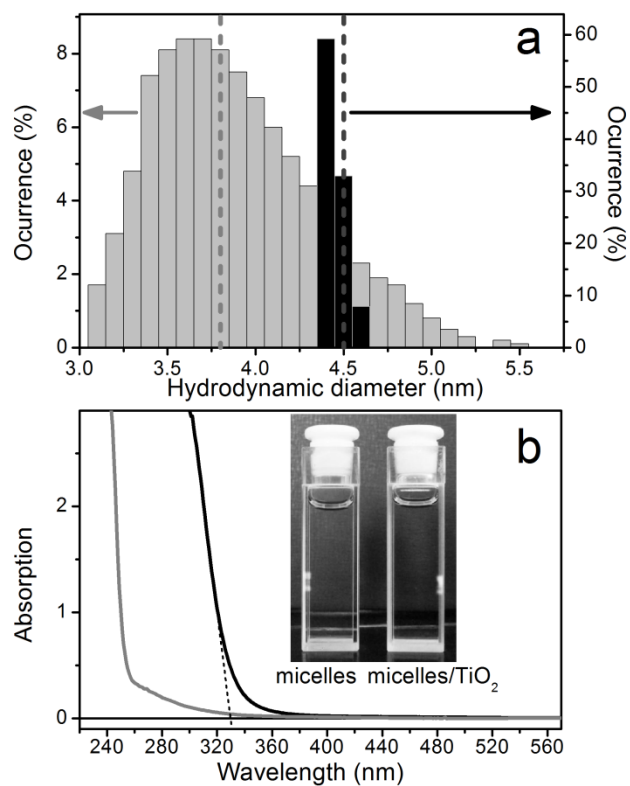 a
Ocurrence (%)
8
6
4
2
0
60
50
40
30
20
10
0
Ocurrence (%)
3.0 3.5 4.0 4.5 5.0 5.5
Hydrodynamic diameter (nm)
b
Absorption
2
1
0
micelles micelles/TiO₂
240 280 320 360 400 440 480 520 560
Wavelength (nm)